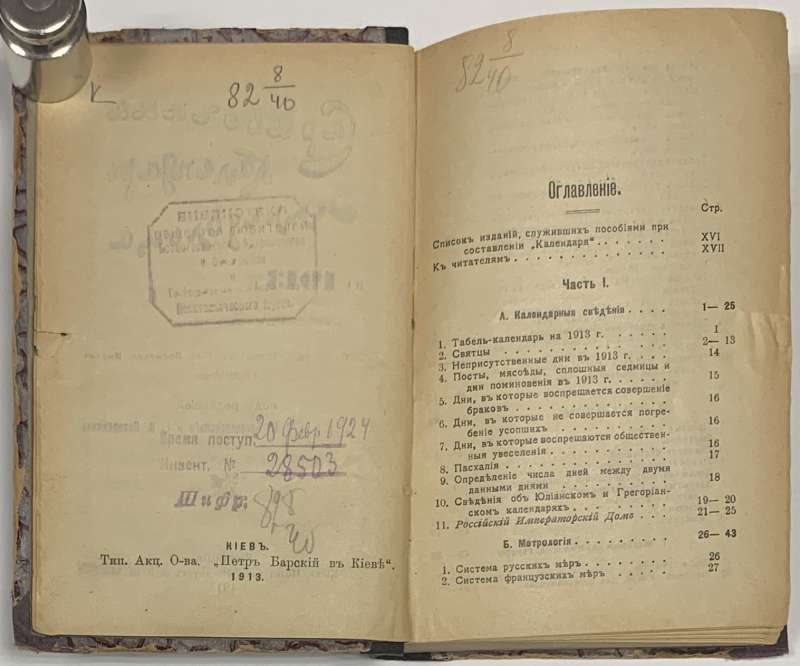 К
82 8/40
Время поступ. 20 Февр. 1924
Инвент. № 28503
Шифр.
40
КІЕВЪ.
Тип. Акц. О-ва. „Петръ Барскій въ Кіевѣ“.
1913.
82 8/40
Оглавленіе.
Стр.
Списокъ изданій, служившихъ пособіями при
составленіи „Календаря“ . . . . . . XVI
Къ читателямъ . . . . . . . . . . . . XVII
Часть I.
А. Календарныя свѣдѣнія . . . . 1— 25
1. Табель-календарь на 1913 г. . . . . . 1
2. Святцы . . . . . . . . . . . . 2— 13
3. Неприсутственные дни въ 1913 г. . . . 14
4. Посты, мясоѣды, сплошныя седмицы и
дни поминовенія въ 1913 г. . . . . . 15
5. Дни, въ которые воспрещается совершеніе
браковъ . . . . . . . . . . . . 16
6. Дни, въ которые не совершается погре-
беніе усопшихъ . . . . . . . . . 16
7. Дни, въ которые воспрещаются обществен-
ныя увеселенія . . . . . . . . . 16
8. Пасхалія . . . . . . . . . . . . 17
9. Опредѣленіе числа дней между двумя
данными днями . . . . . . . . . 18
10. Свѣдѣнія объ Юліанскомъ и Грегоріан-
скомъ календаряхъ . . . . . . . . 19— 20
11. Россійскій Императорскій Домъ . . . 21— 25
Б. Метрологія . . . . . . . . . 26— 43
1. Система русскихъ мѣръ . . . . . . . 26
2. Система французскихъ мѣръ . . . . . 27